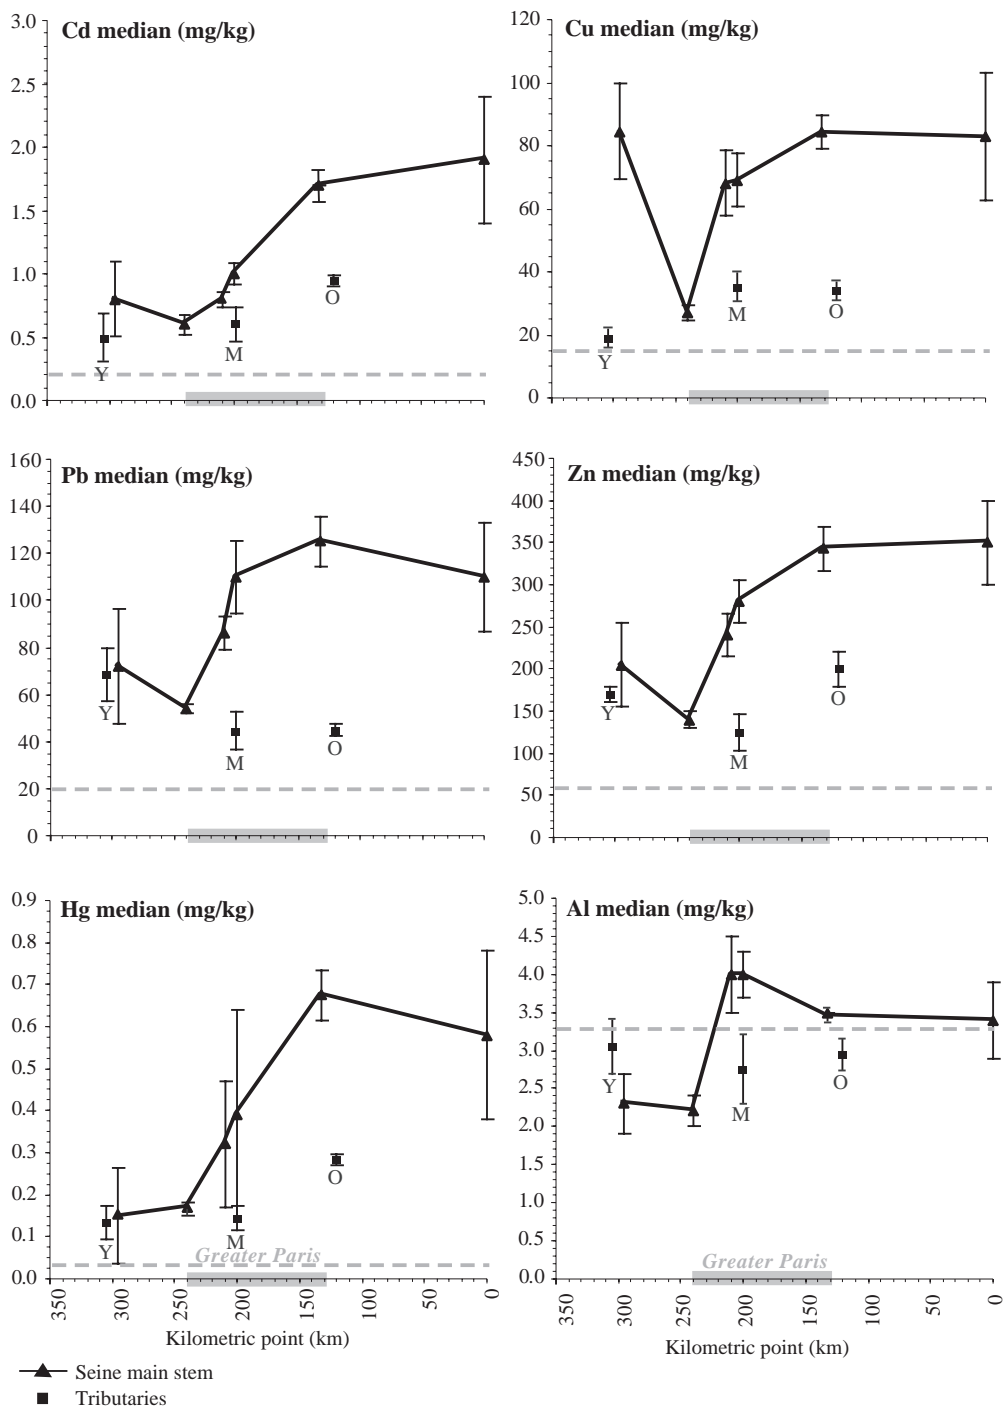 Cd median (mg/kg)
3.0
2.5
2.0
1.5
1.0
0.5
0.0
Y
M
O
Cu median (mg/kg)
120
100
80
60
40
20
0
Y
M
O
Pb median (mg/kg)
160
140
120
100
80
60
40
20
0
Y
M
O
Zn median (mg/kg)
450
400
350
300
250
200
150
100
50
0
Y
M
O
Hg median (mg/kg)
0.9
0.8
0.7
0.6
0.5
0.4
0.3
0.2
0.1
0.0
Y
M
O
Greater Paris
350
300
250
200
150
100
50
0
Kilometric point (km)
Al median (mg/kg)
5.0
4.5
4.0
3.5
3.0
2.5
2.0
1.5
1.0
0.5
0.0
Y
M
O
Greater Paris
350
300
250
200
150
100
50
0
Kilometric point (km)
Seine main stem
Tributaries